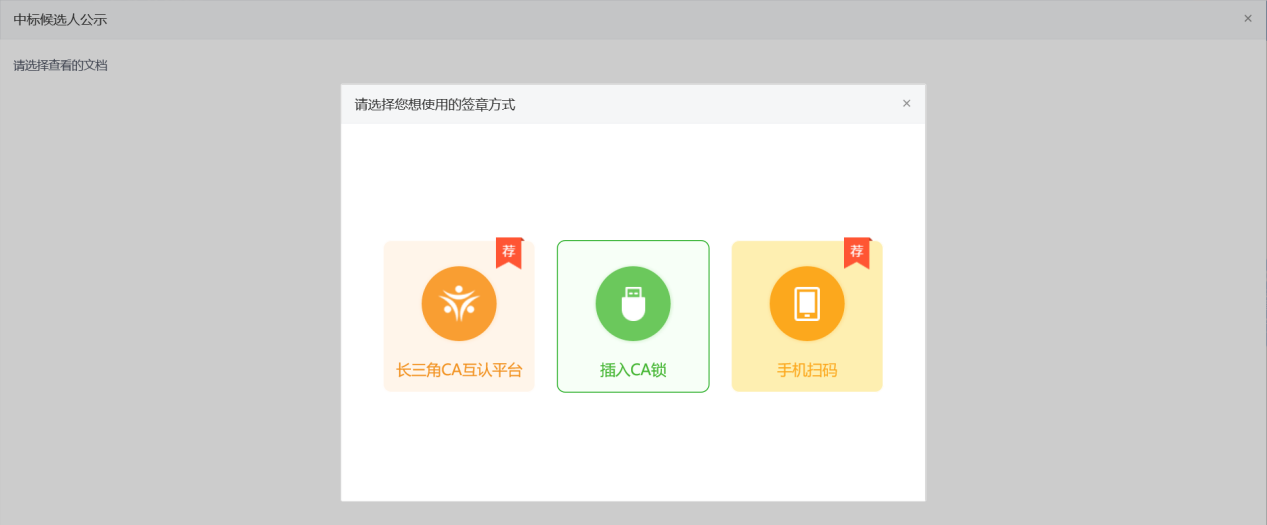 中标候选人公示
×
请选择查看的文档
请选择您想使用的签章方式
×
荐
荐
长三角CA互认平台
插入CA锁
手机扫码